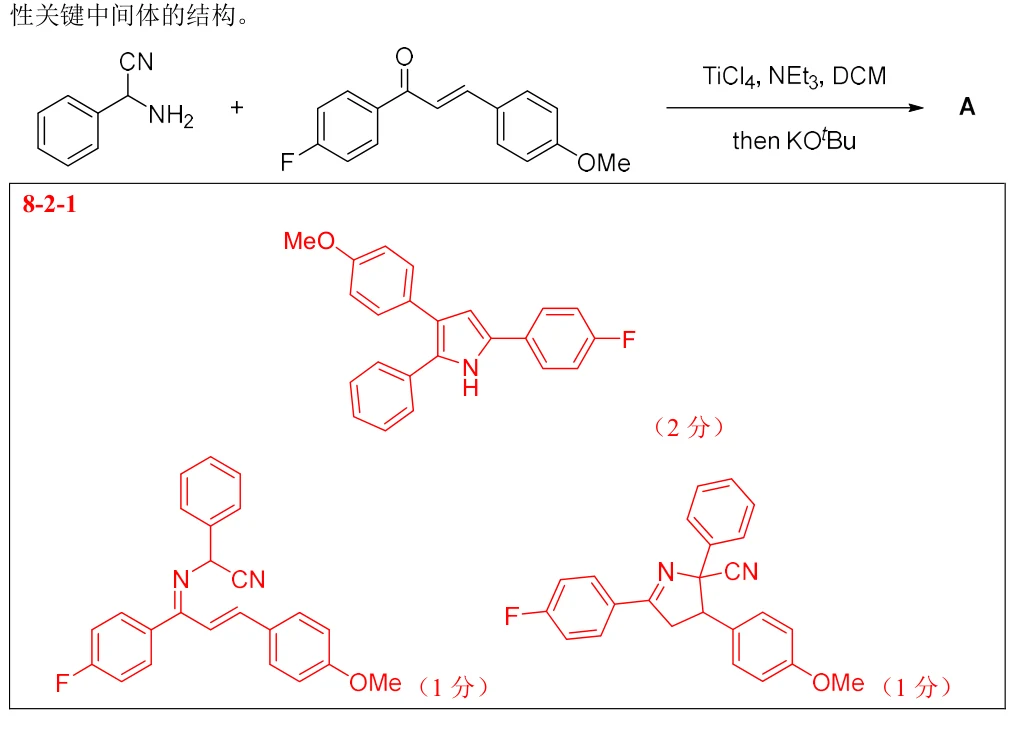 性关键中间体的结构。
CN
NH2
+
O
F
OMe
TiCl4, NEt3, DCM
then KOtBu
A
8-2-1
MeO
F
N
H
（2 分）
N
CN
F
OMe
（1 分）
N
CN
F
OMe
（1 分）